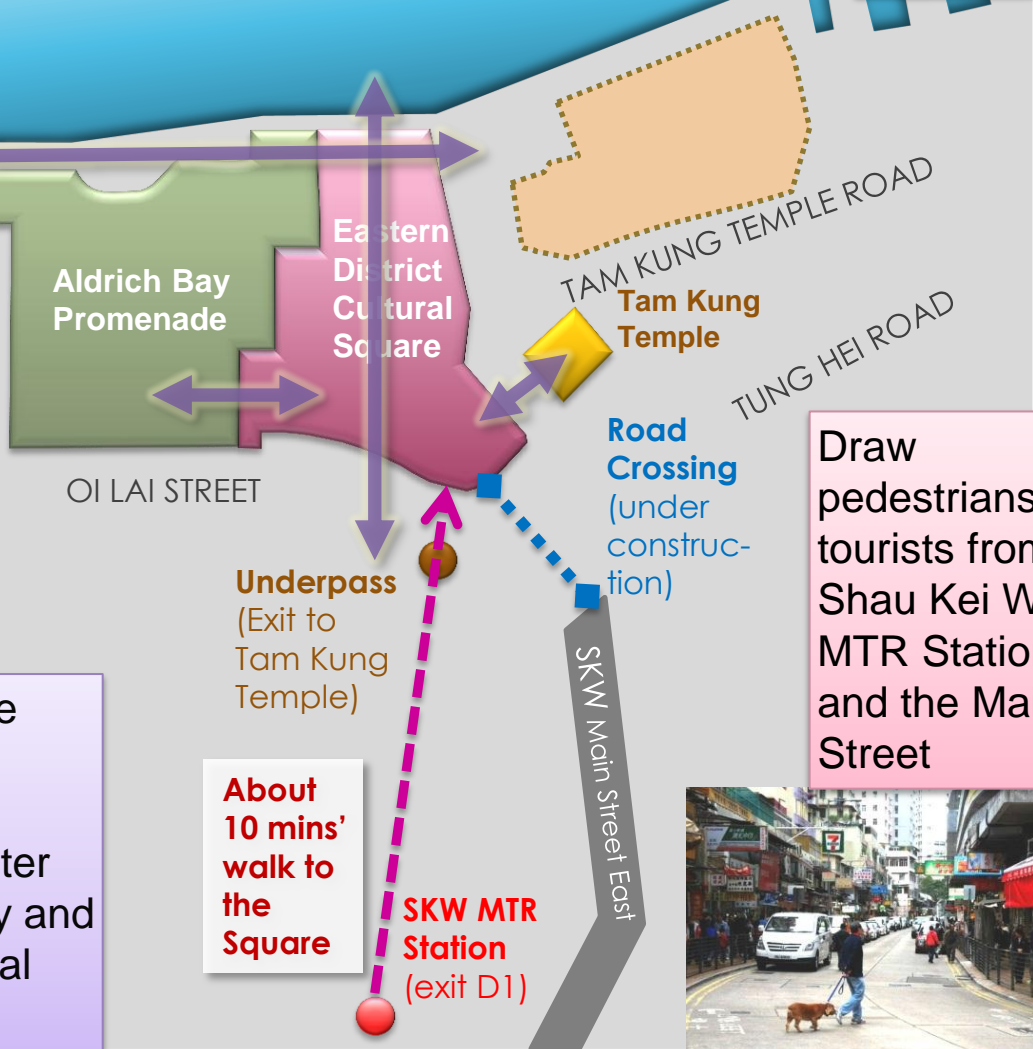 TAM KUNG TEMPLE ROAD
Eastern
District
Cultural
Square
Aldrich Bay
Promenade
Tam Kung
Temple
TUNG HEI ROAD
OI LAI STREET
Road
Crossing
(under
construc-
tion)
Draw
pedestrians
tourists from
Shau Kei W
MTR Statio
and the Ma
Street
Underpass
(Exit to
Tam Kung
Temple)
SKW Main Street East
e
ter
y and
al
About
10 mins’
walk to
the
Square
SKW MTR
Station
(exit D1)
7